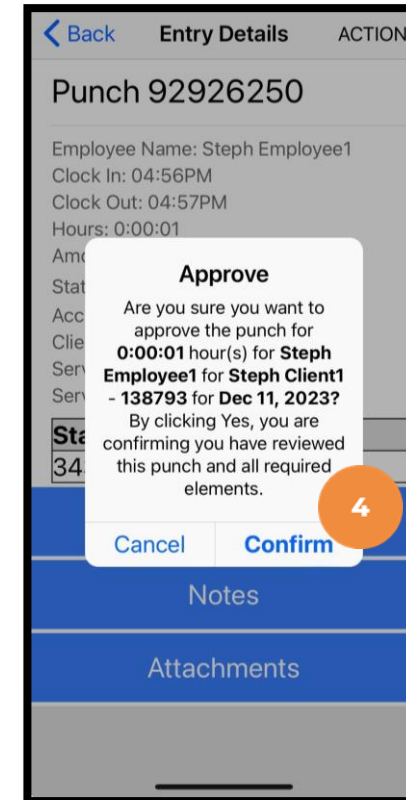 Back Entry Details ACTION
Punch 92926250
Employee Name: Steph Employee1
Clock In: 04:56PM
Clock Out: 04:57PM
Hours: 0:00:01
Approve
Are you sure you want to
approve the punch for
0:00:01 hour(s) for Steph
Employee1 for Steph Client1
- 138793 for Dec 11, 2023?
By clicking Yes, you are
confirming you have reviewed
this punch and all required
elements.
4
Cancel Confirm
Notes
Attachments